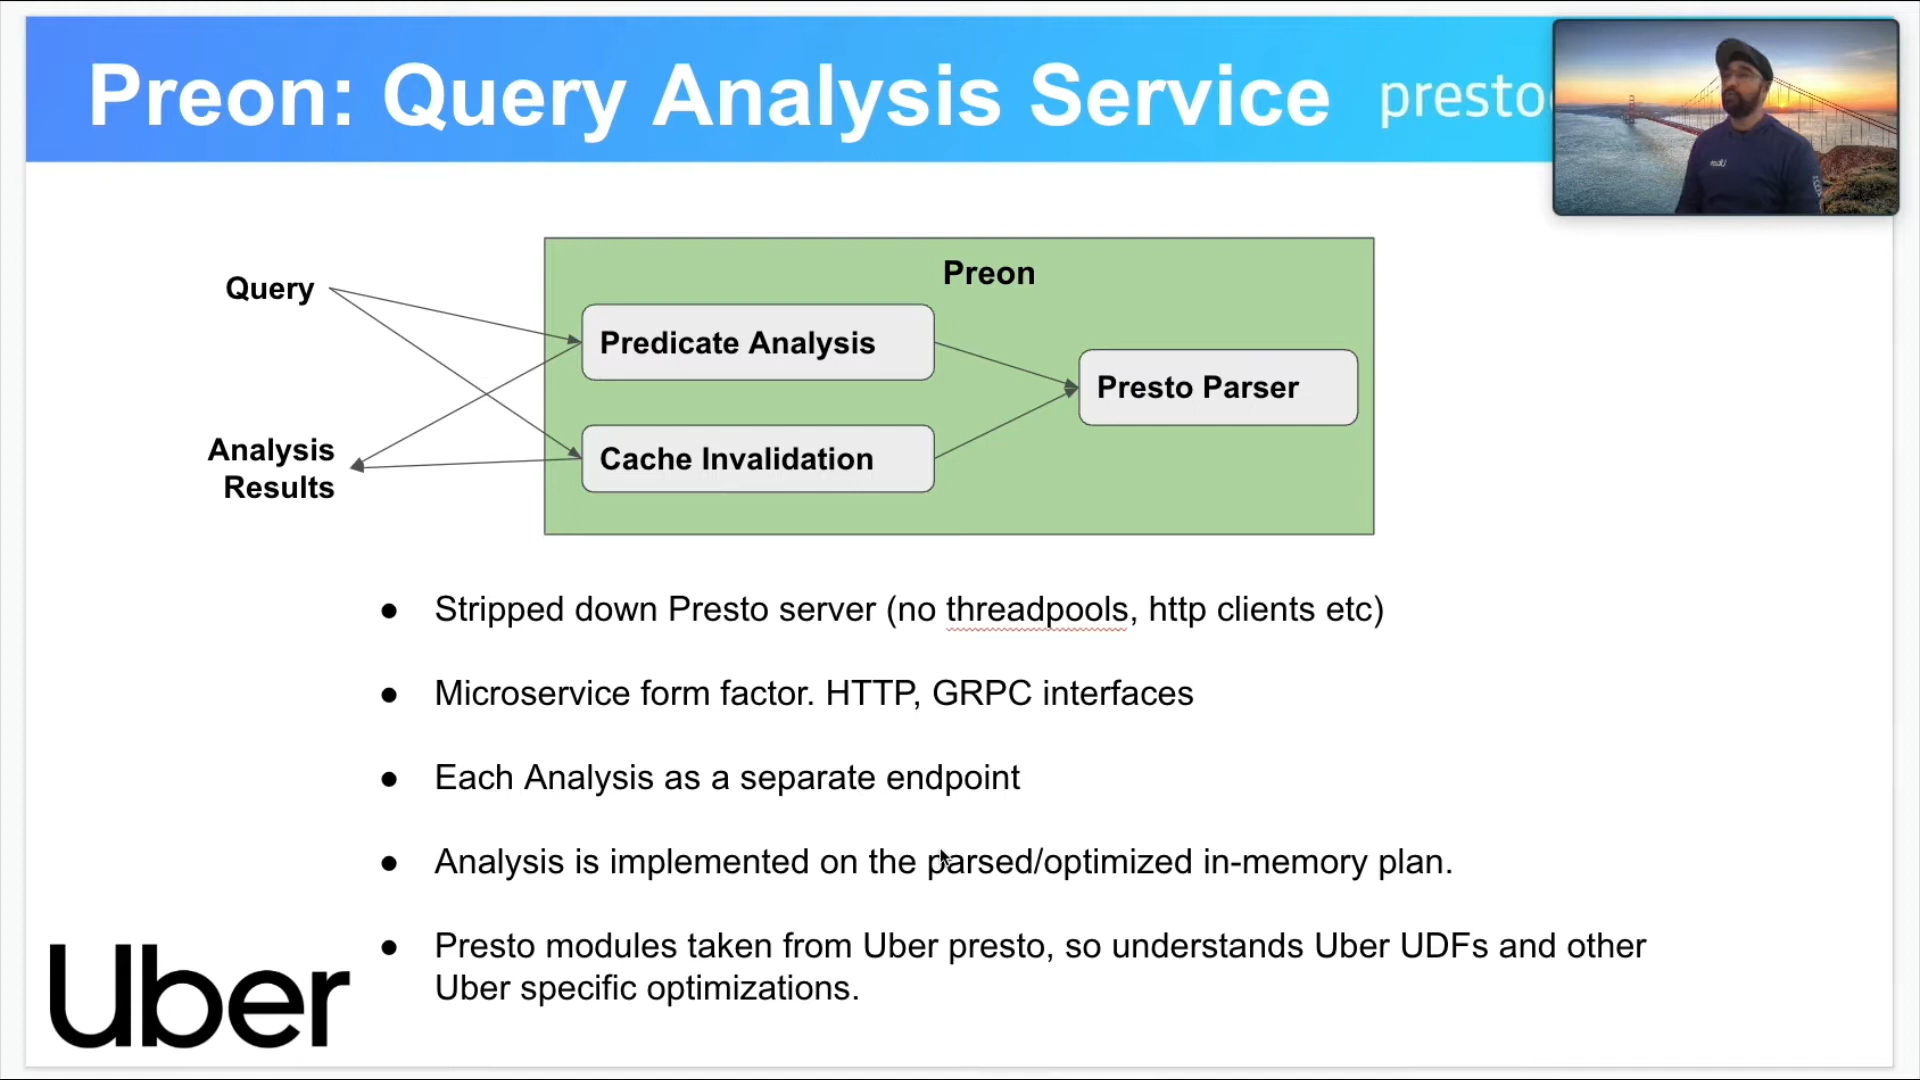 Preon: Query Analysis Service
presto
Query
Preon
Predicate Analysis
Presto Parser
Analysis
Results
Cache Invalidation
● Stripped down Presto server (no threadpools, http clients etc)
● Microservice form factor. HTTP, GRPC interfaces
● Each Analysis as a separate endpoint
● Analysis is implemented on the parsed/optimized in-memory plan.
● Presto modules taken from Uber presto, so understands Uber UDFs and other
Uber specific optimizations.
Uber